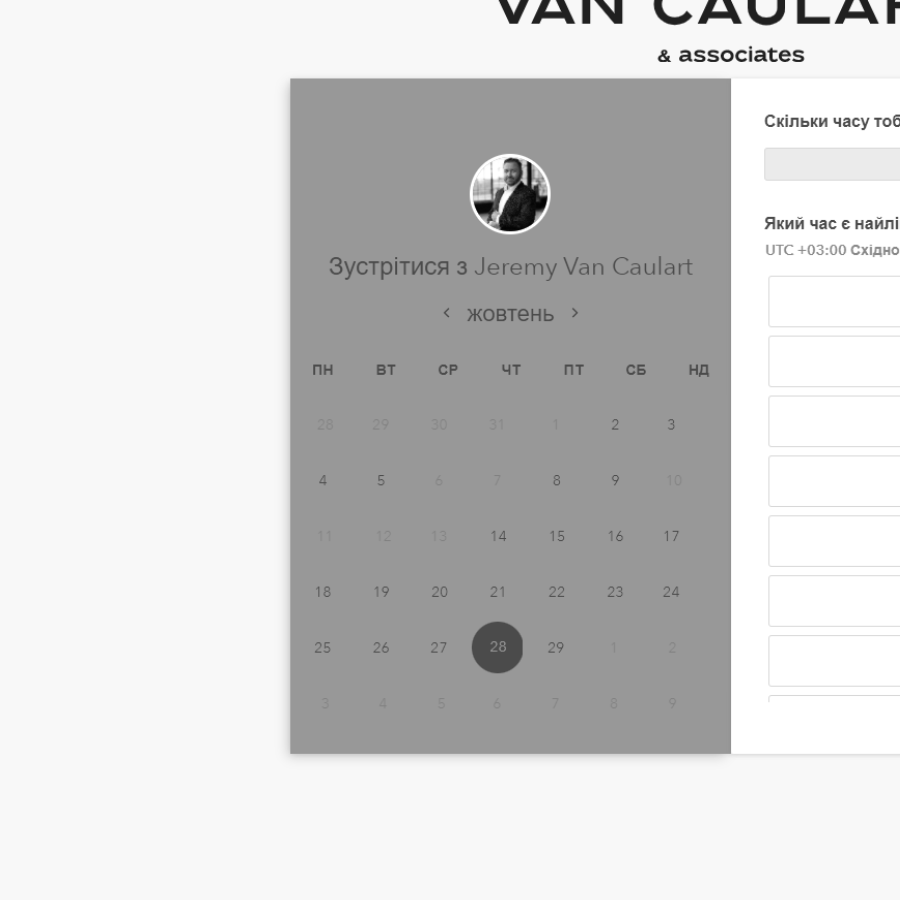 VAN CAULAR
& associates
Зустрітися з Jeremy Van Caulart
жовтень
ПН ВТ СР ЧТ ПТ СБ НД
28 29 30 31 1 2 3
4 5 6 7 8 9 10
11 12 13 14 15 16 17
18 19 20 21 22 23 24
25 26 27 28 29 1 2
3 4 5 6 7 8 9
Скільки часу тоб
Який час є найлі
UTC +03:00 Східно